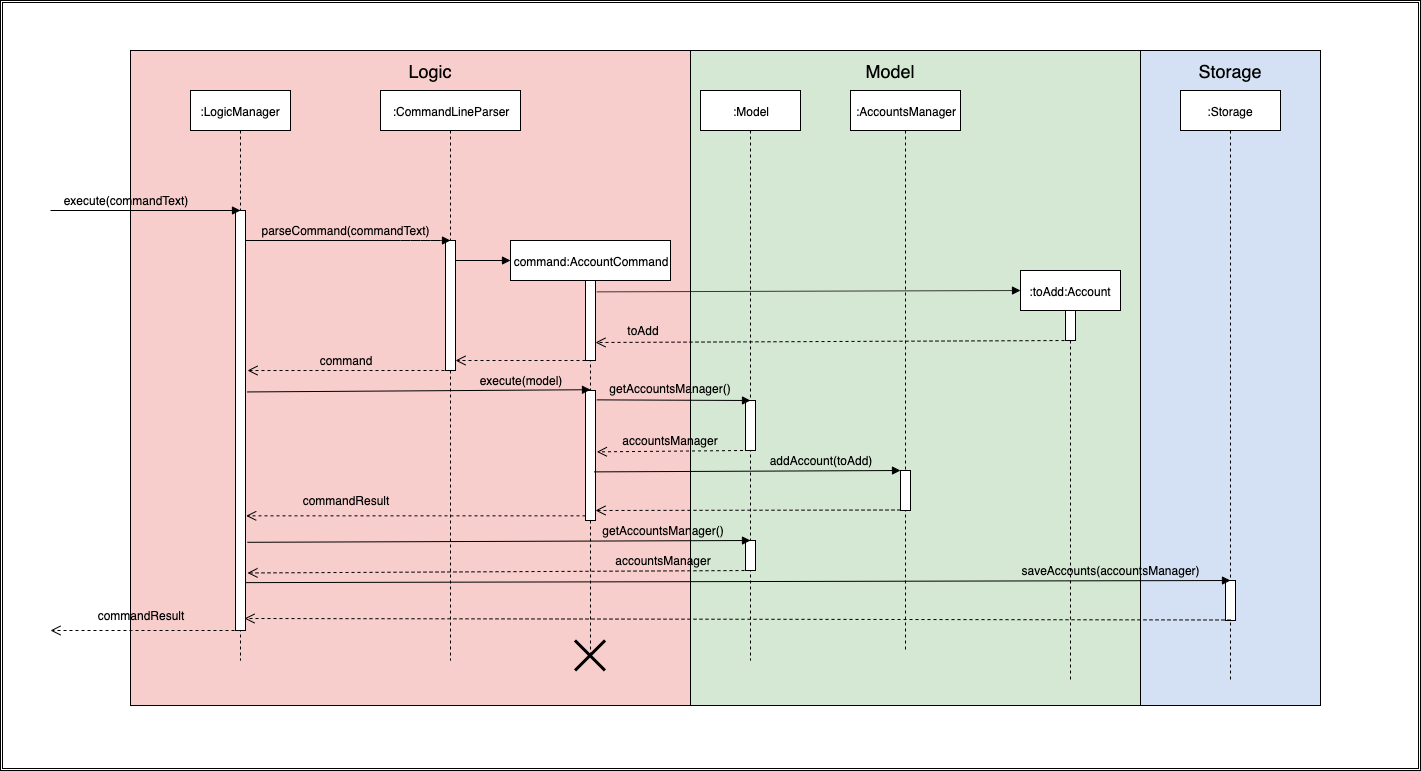 Logic
Model
Storage
:LogicManager
:CommandLineParser
:Model
:AccountsManager
:Storage
execute(commandText)
parseCommand(commandText)
command:AccountCommand
:toAdd:Account
toAdd
command
execute(model)
getAccountsManager()
accountsManager
addAccount(toAdd)
commandResult
getAccountsManager()
accountsManager
saveAccounts(accountsManager)
commandResult